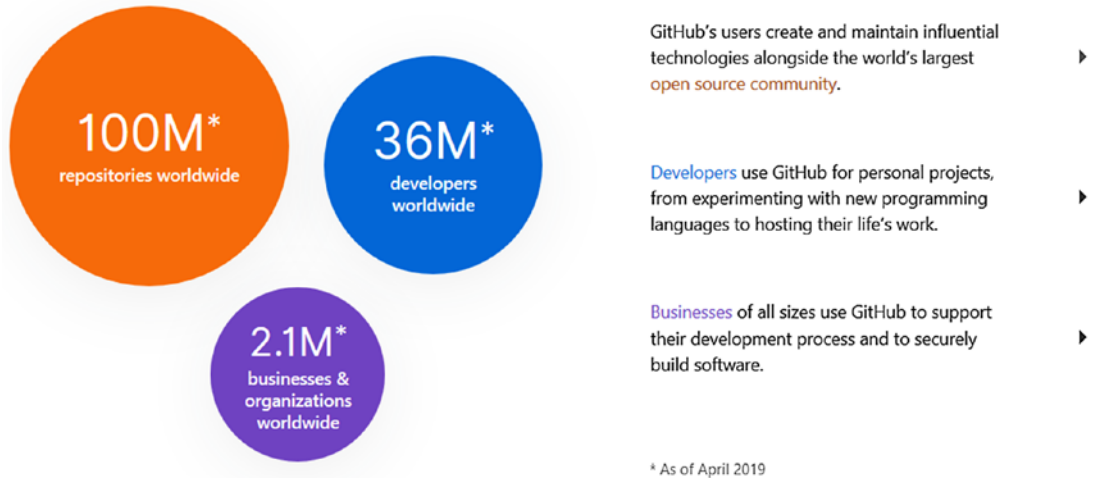 100M*
repositories worldwide
36M*
developers
worldwide
2.1M*
businesses &
organizations
worldwide
GitHub’s users create and maintain influential
technologies alongside the world’s largest
open source community.
Developers use GitHub for personal projects,
from experimenting with new programming
languages to hosting their life’s work.
Businesses of all sizes use GitHub to support
their development process and to securely
build software.
* As of April 2019